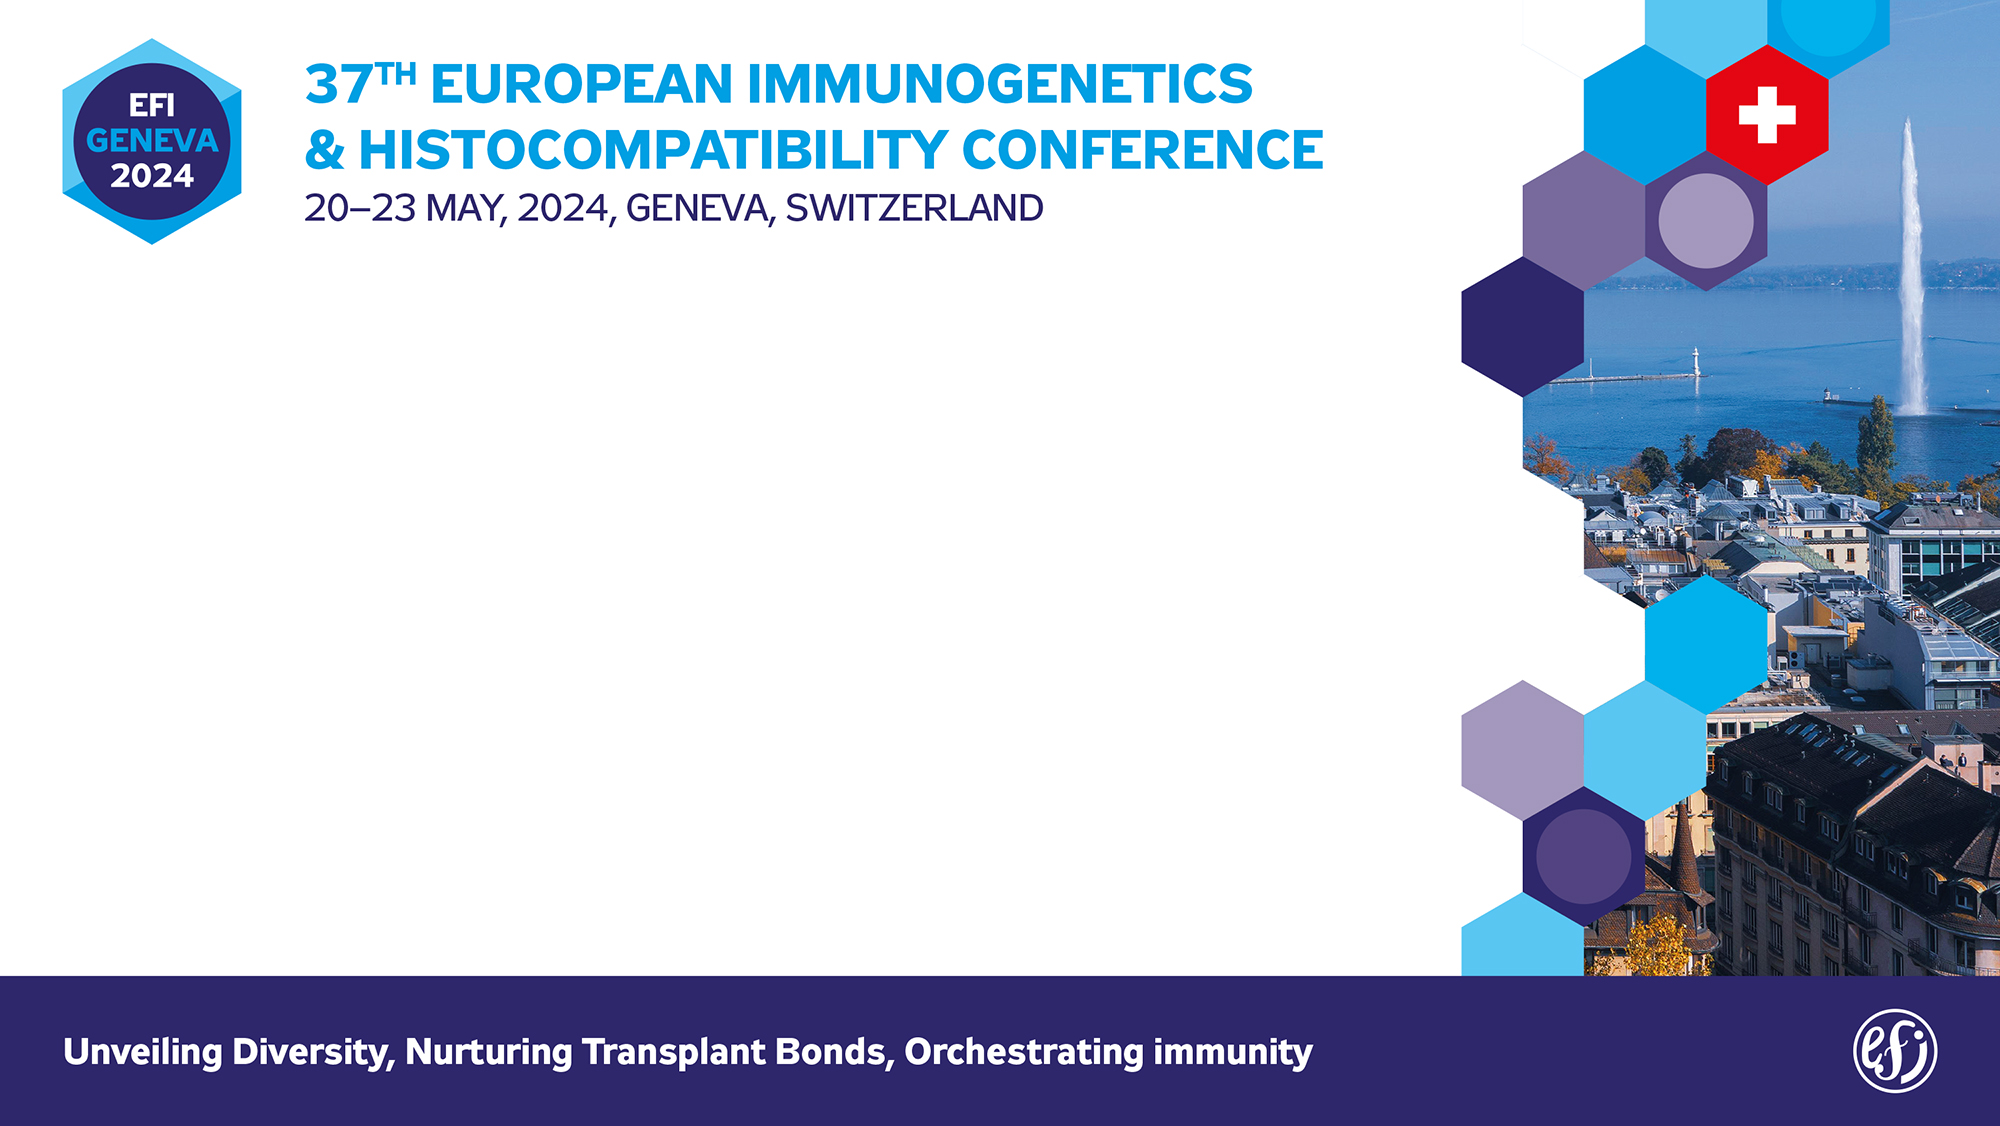 EFI
GENEVA
2024
37TH EUROPEAN IMMUNOGENETICS
& HISTOCOMPATIBILITY CONFERENCE
20–23 MAY, 2024, GENEVA, SWITZERLAND
Unveiling Diversity, Nurturing Transplant Bonds, Orchestrating immunity
efi